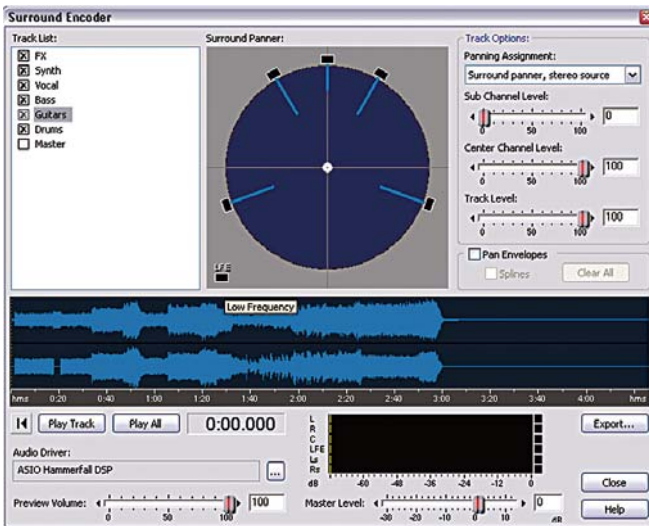 Surround Encoder
Track List:
FX
Synth
Vocal
Bass
Guitars
Drums
Master
Surround Panner:
LFE
Track Options:
Panning Assignment:
Surround panner, stereo source
Sub Channel Level:
0
0 50 100
Center Channel Level:
100
0 50 100
Track Level:
100
0 50 100
Pan Envelopes
Splines
Clear All
Low Frequency
hms 0:20 0:40 1:00 1:20 1:40 2:00 2:20 2:40 3:00 3:20 3:40 4:00 hms
Play Track
Play All
0:00.000
L
R
C
LFE
Ls
Rs
dB -60 -48 -36 -24 -12 0
Export...
Audio Driver:
ASIO Hammerfall DSP
...
Close
Preview Volume:
0 50 100
100
Master Level:
-30 -20 -10 0 10
0
dB
Help